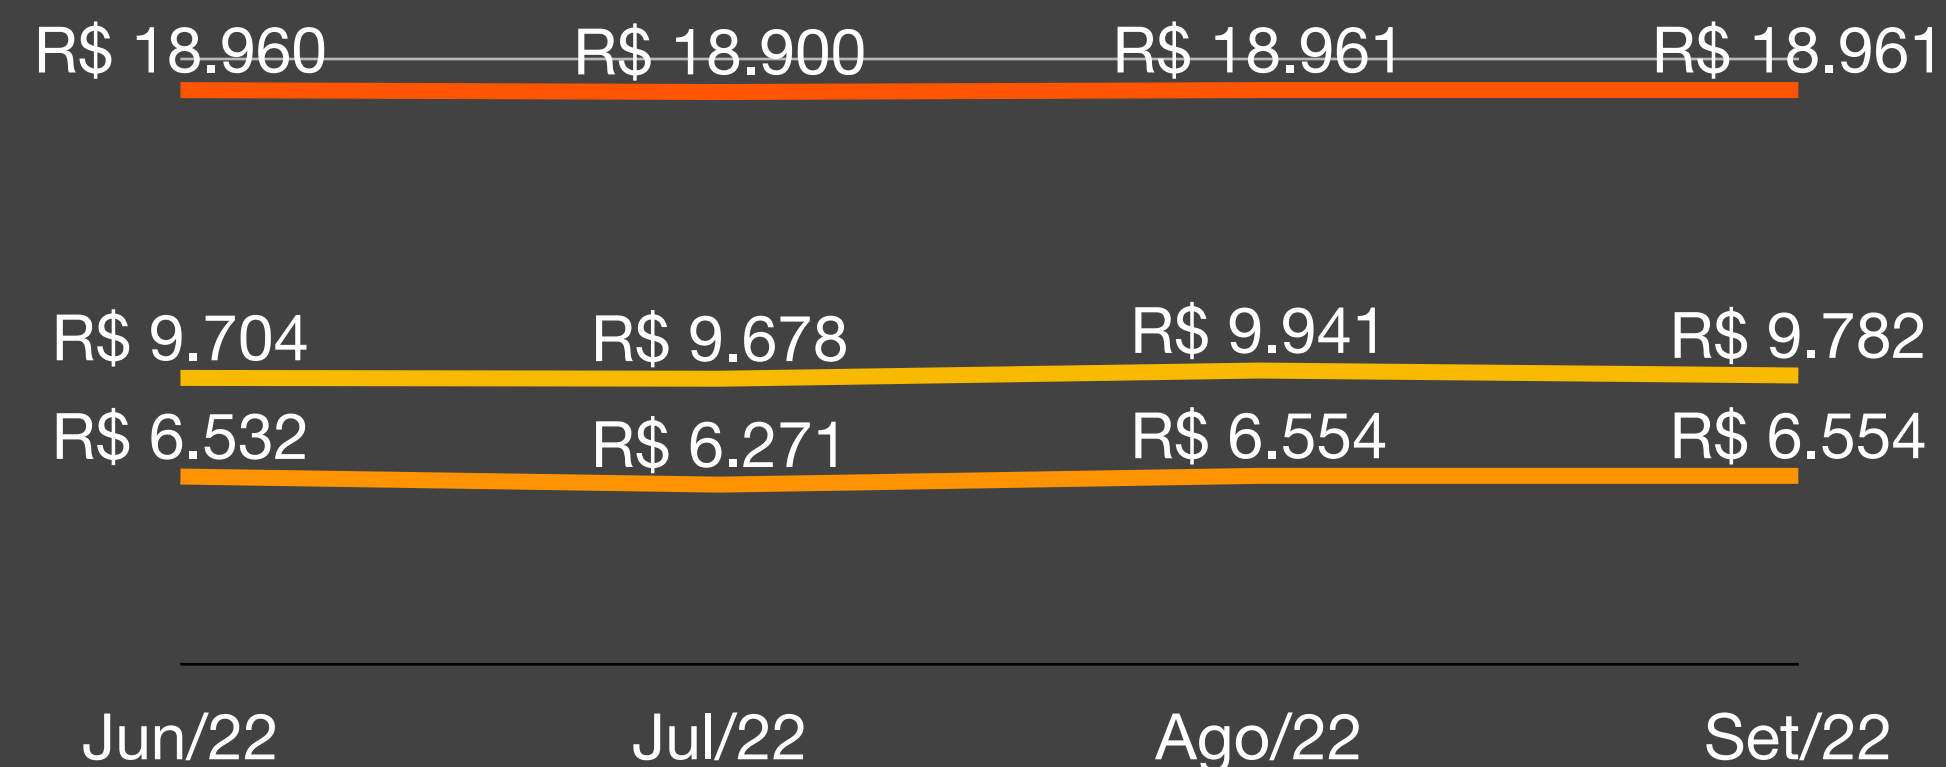 R$ 18.960 R$ 18.900 R$ 18.961 R$ 18.961
R$ 9.704 R$ 9.678 R$ 9.941 R$ 9.782
R$ 6.532 R$ 6.271 R$ 6.554 R$ 6.554
Jun/22 Jul/22 Ago/22 Set/22